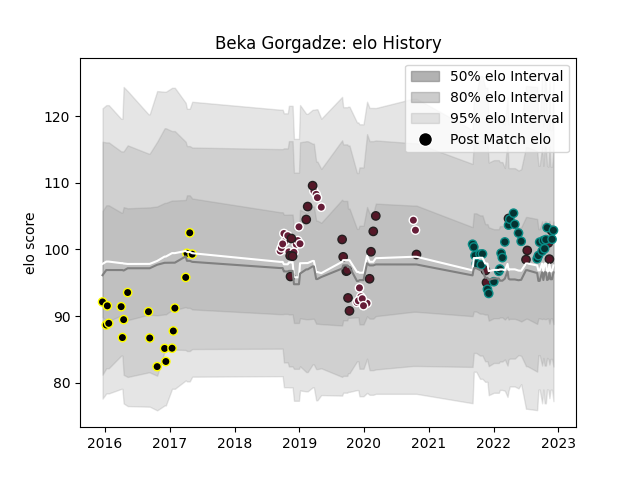 Beka Gorgadze: elo History
50% elo Interval
80% elo Interval
95% elo Interval
Post Match elo
elo score
120
110
100
90
80
2016 2017 2018 2019 2020 2021 2022 2023